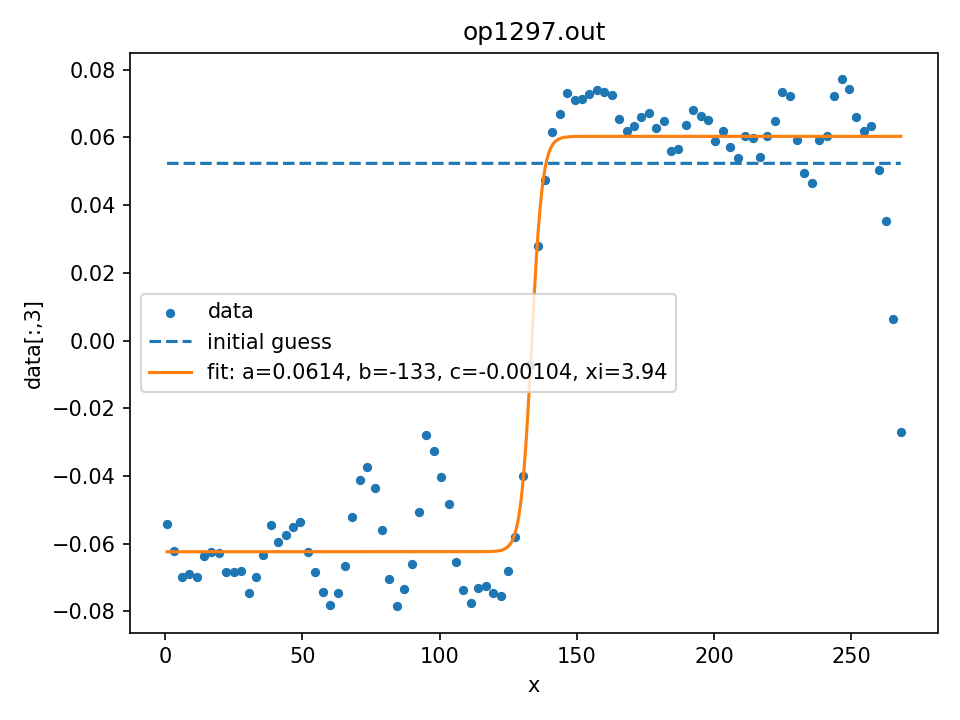 op1297.out
0.08
0.06
0.04
0.02
0.00
−0.02
−0.04
−0.06
−0.08
data[:,3]
data
initial guess
fit: a=0.0614, b=-133, c=-0.00104, xi=3.94
0 50 100 150 200 250
x